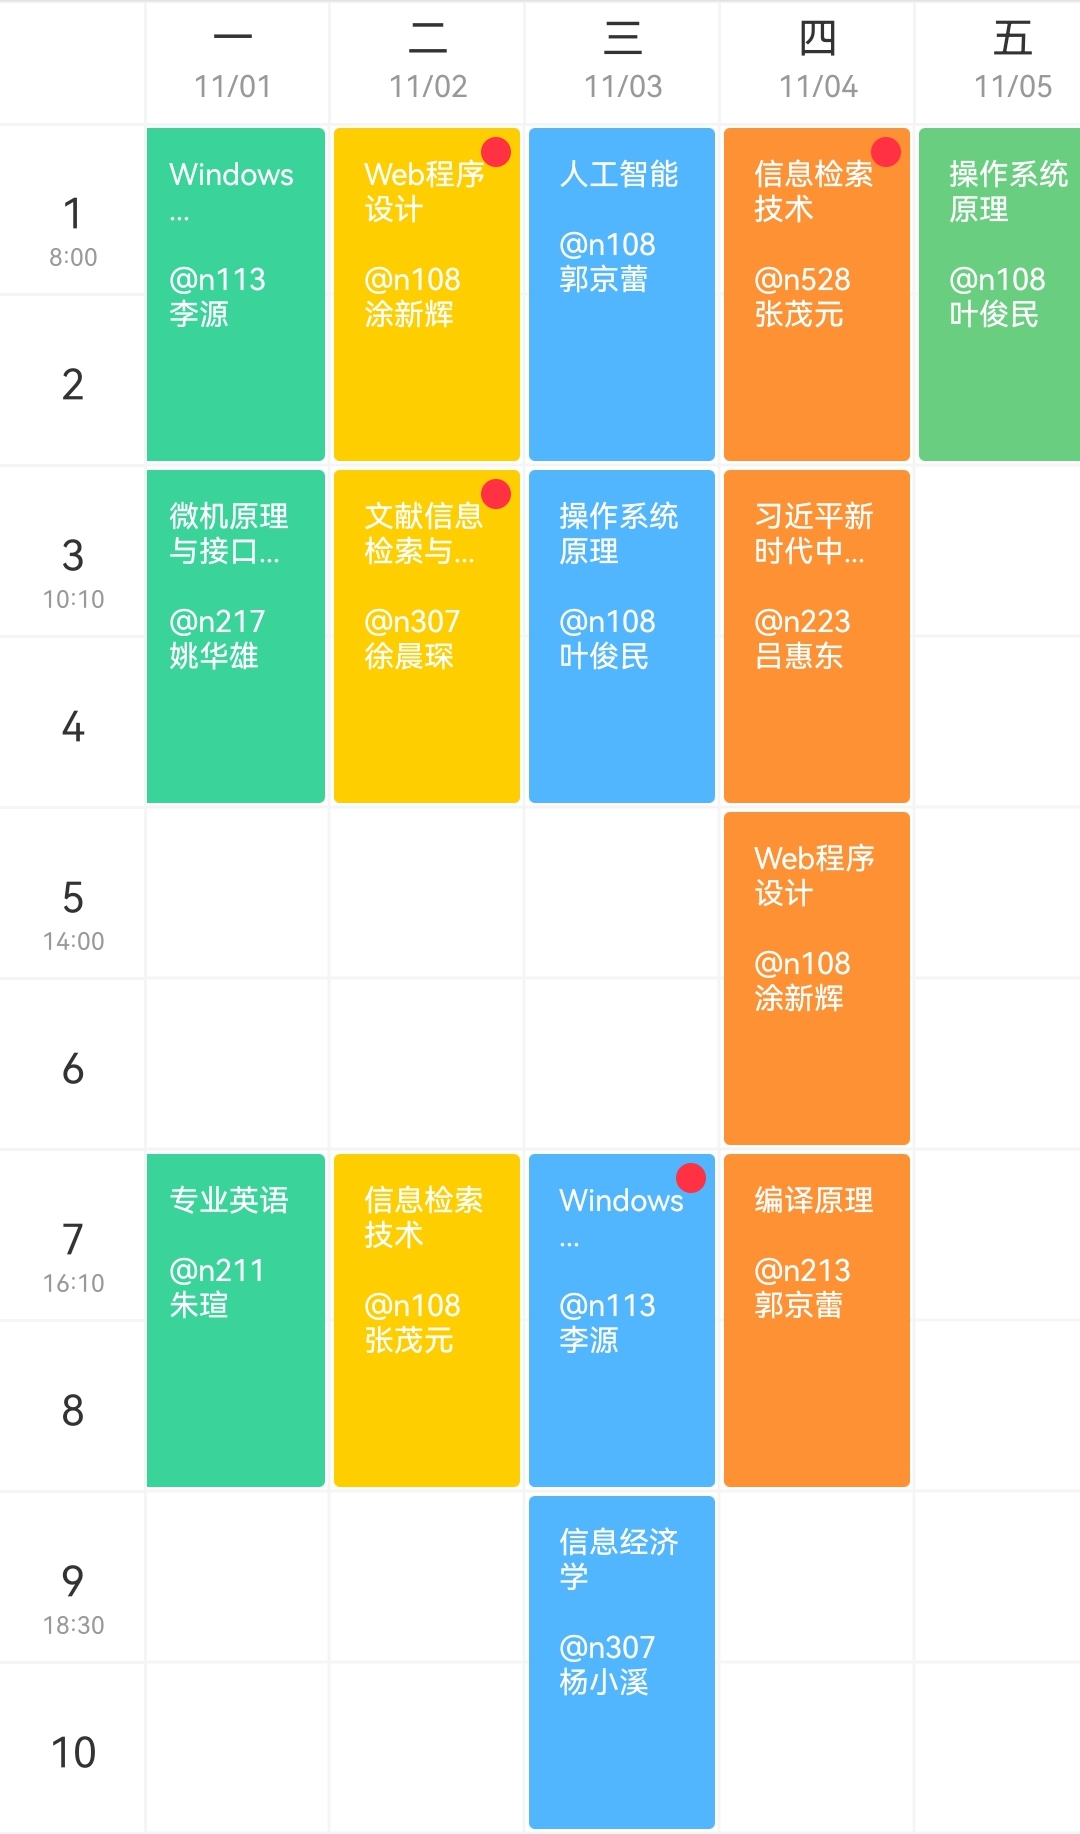 一 二 三 四 五
11/01 11/02 11/03 11/04 11/05
1
8:00
2
3
10:10
4
5
14:00
6
7
16:10
8
9
18:30
10
Windows
...
@n113
李源
微机原理
与接口...
@n217
姚华雄
专业英语
@n211
朱瑄
Web程序
设计
@n108
涂新辉
文献信息
检索与...
@n307
徐晨琛
信息检索
技术
@n108
张茂元
人工智能
@n108
郭京蕾
操作系统
原理
@n108
叶俊民
Windows
...
@n113
李源
信息经济
学
@n307
杨小溪
信息检索
技术
@n528
张茂元
习近平新
时代中...
@n223
吕惠东
Web程序
设计
@n108
涂新辉
编译原理
@n213
郭京蕾
操作系统
原理
@n108
叶俊民